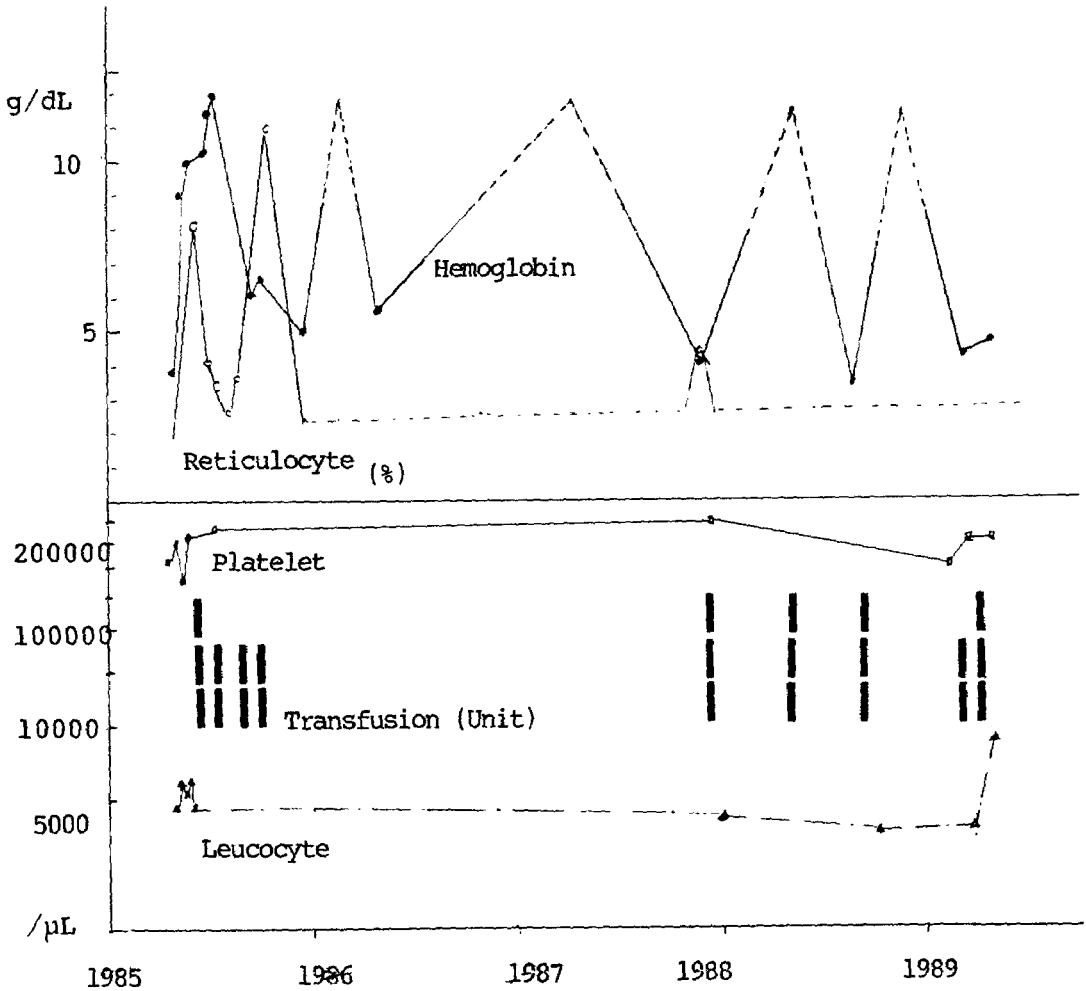 g/dL
10
Hemoglobin
5
Reticulocyte (%)
200000
Platelet
100000
Transfusion (Unit)
10000
5000
Leucocyte
/μL
1985 1986 1987 1988 1989